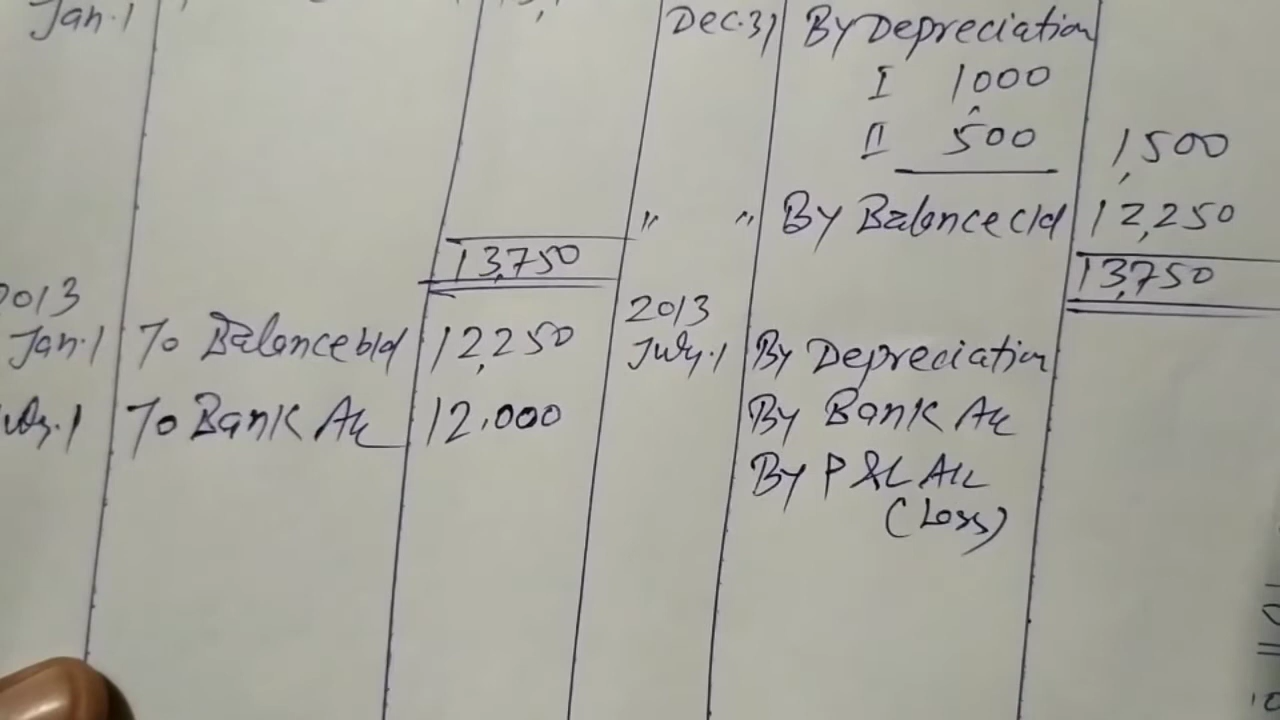 Jan.1
Dec.31 By Depreciation
I 1000
II 500 1,500
" " By Balance c/d 12,250
13,750 13,750
2013
Jan.1 To Balance b/d 12,250
2013
July.1 By Depreciation
July.1 To Bank A/c 12,000
By Bank A/c
By P & L A/c
(Loss)